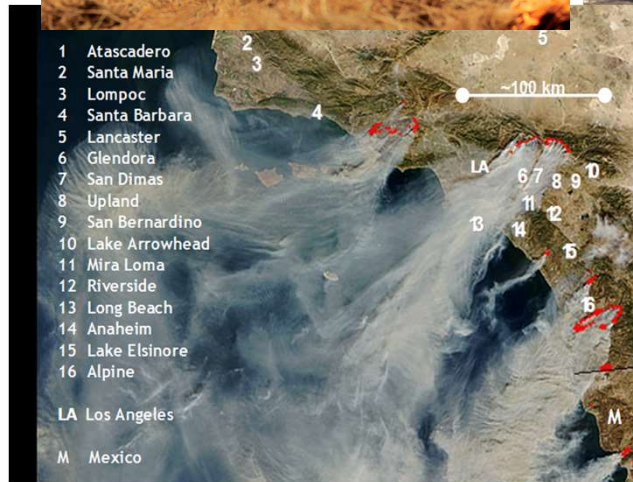 1 Atascadero
2 Santa Maria
3 Lompoc
4 Santa Barbara
5 Lancaster
6 Glendora
7 San Dimas
8 Upland
9 San Bernardino
10 Lake Arrowhead
11 Mira Loma
12 Riverside
13 Long Beach
14 Anaheim
15 Lake Elsinore
16 Alpine
LA Los Angeles
M Mexico
2
3
4
5
~100 km
LA
6
7
8
9
10
11
12
13
14
15
16
M